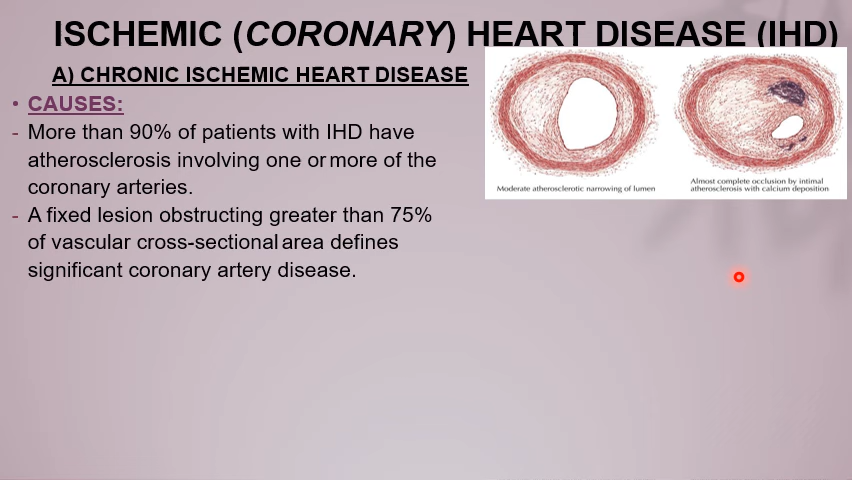 ISCHEMIC (CORONARY) HEART DISEASE (IHD)
A) CHRONIC ISCHEMIC HEART DISEASE
• CAUSES:
- More than 90% of patients with IHD have
atherosclerosis involving one or more of the
coronary arteries.
- A fixed lesion obstructing greater than 75%
of vascular cross-sectional area defines
significant coronary artery disease.
Moderate atherosclerotic narrowing of lumen
Almost complete occlusion by intimal
atherosclerosis with calcium deposition